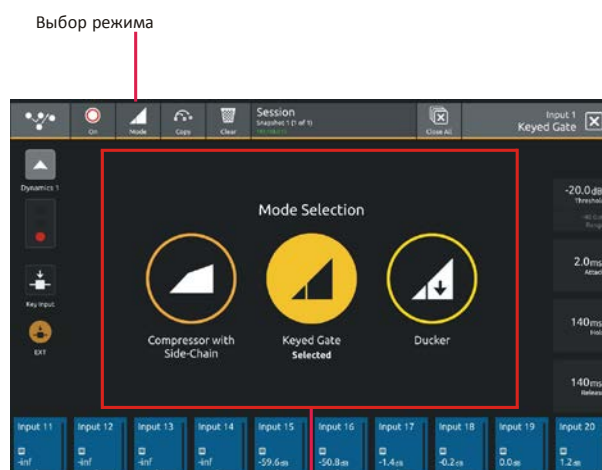 Выбор режима
On
Mode
Copy
Clear
Session
Snapshot 1 (1 of 1)
Close All
Input 1
Keyed Gate
Dynamics 1
Key Input
EXT
Mode Selection
Compressor with
Side-Chain
Keyed Gate
Selected
Ducker
-20.0dB
Threshold
Range
2.0ms
Attack
140ms
Hold
140ms
Release
Input 11
Input 12
Input 13
Input 14
Input 15
Input 16
Input 17
Input 18
Input 19
Input 20
-inf
-inf
-inf
-inf
-59.6dB
-50.8dB
-1.4dB
-0.2dB
0.0dB
1.2dB